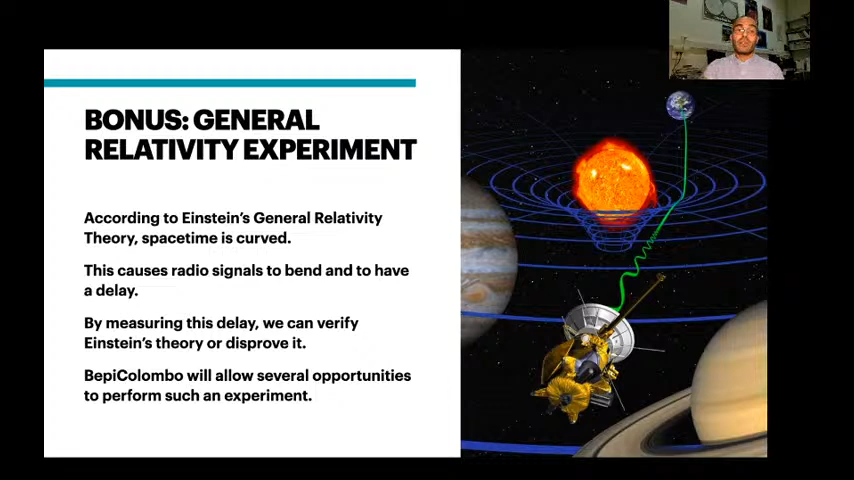 BONUS: GENERAL
RELATIVITY EXPERIMENT
According to Einstein's General Relativity
Theory, spacetime is curved.
This causes radio signals to bend and to have
a delay.
By measuring this delay, we can verify
Einstein's theory or disprove it.
BepiColombo will allow several opportunities
to perform such an experiment.